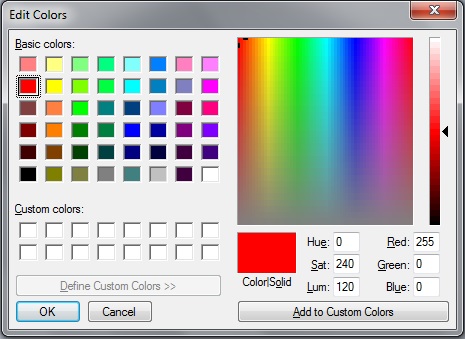 Edit Colors
Basic colors:
Custom colors:
Define Custom Colors >>
OK
Cancel
Color|Solid
Hue: 0
Sat: 240
Lum: 120
Red: 255
Green: 0
Blue: 0
Add to Custom Colors